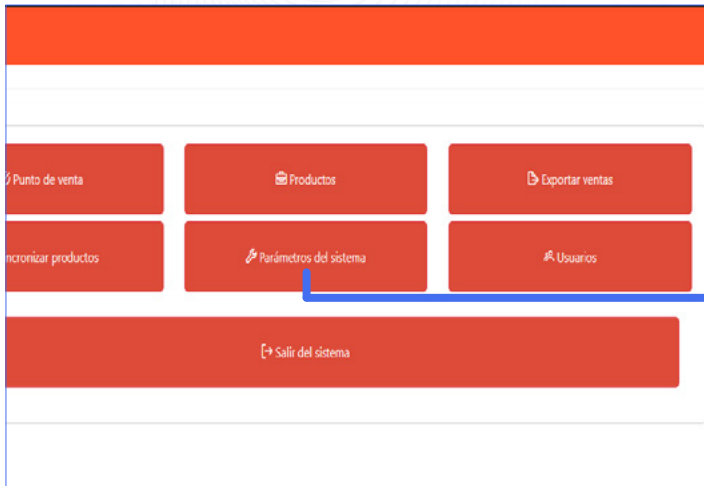 Punto de venta
Productos
Exportar ventas
ncronizar productos
Parámetros del sistema
Usuarios
Salir del sistema